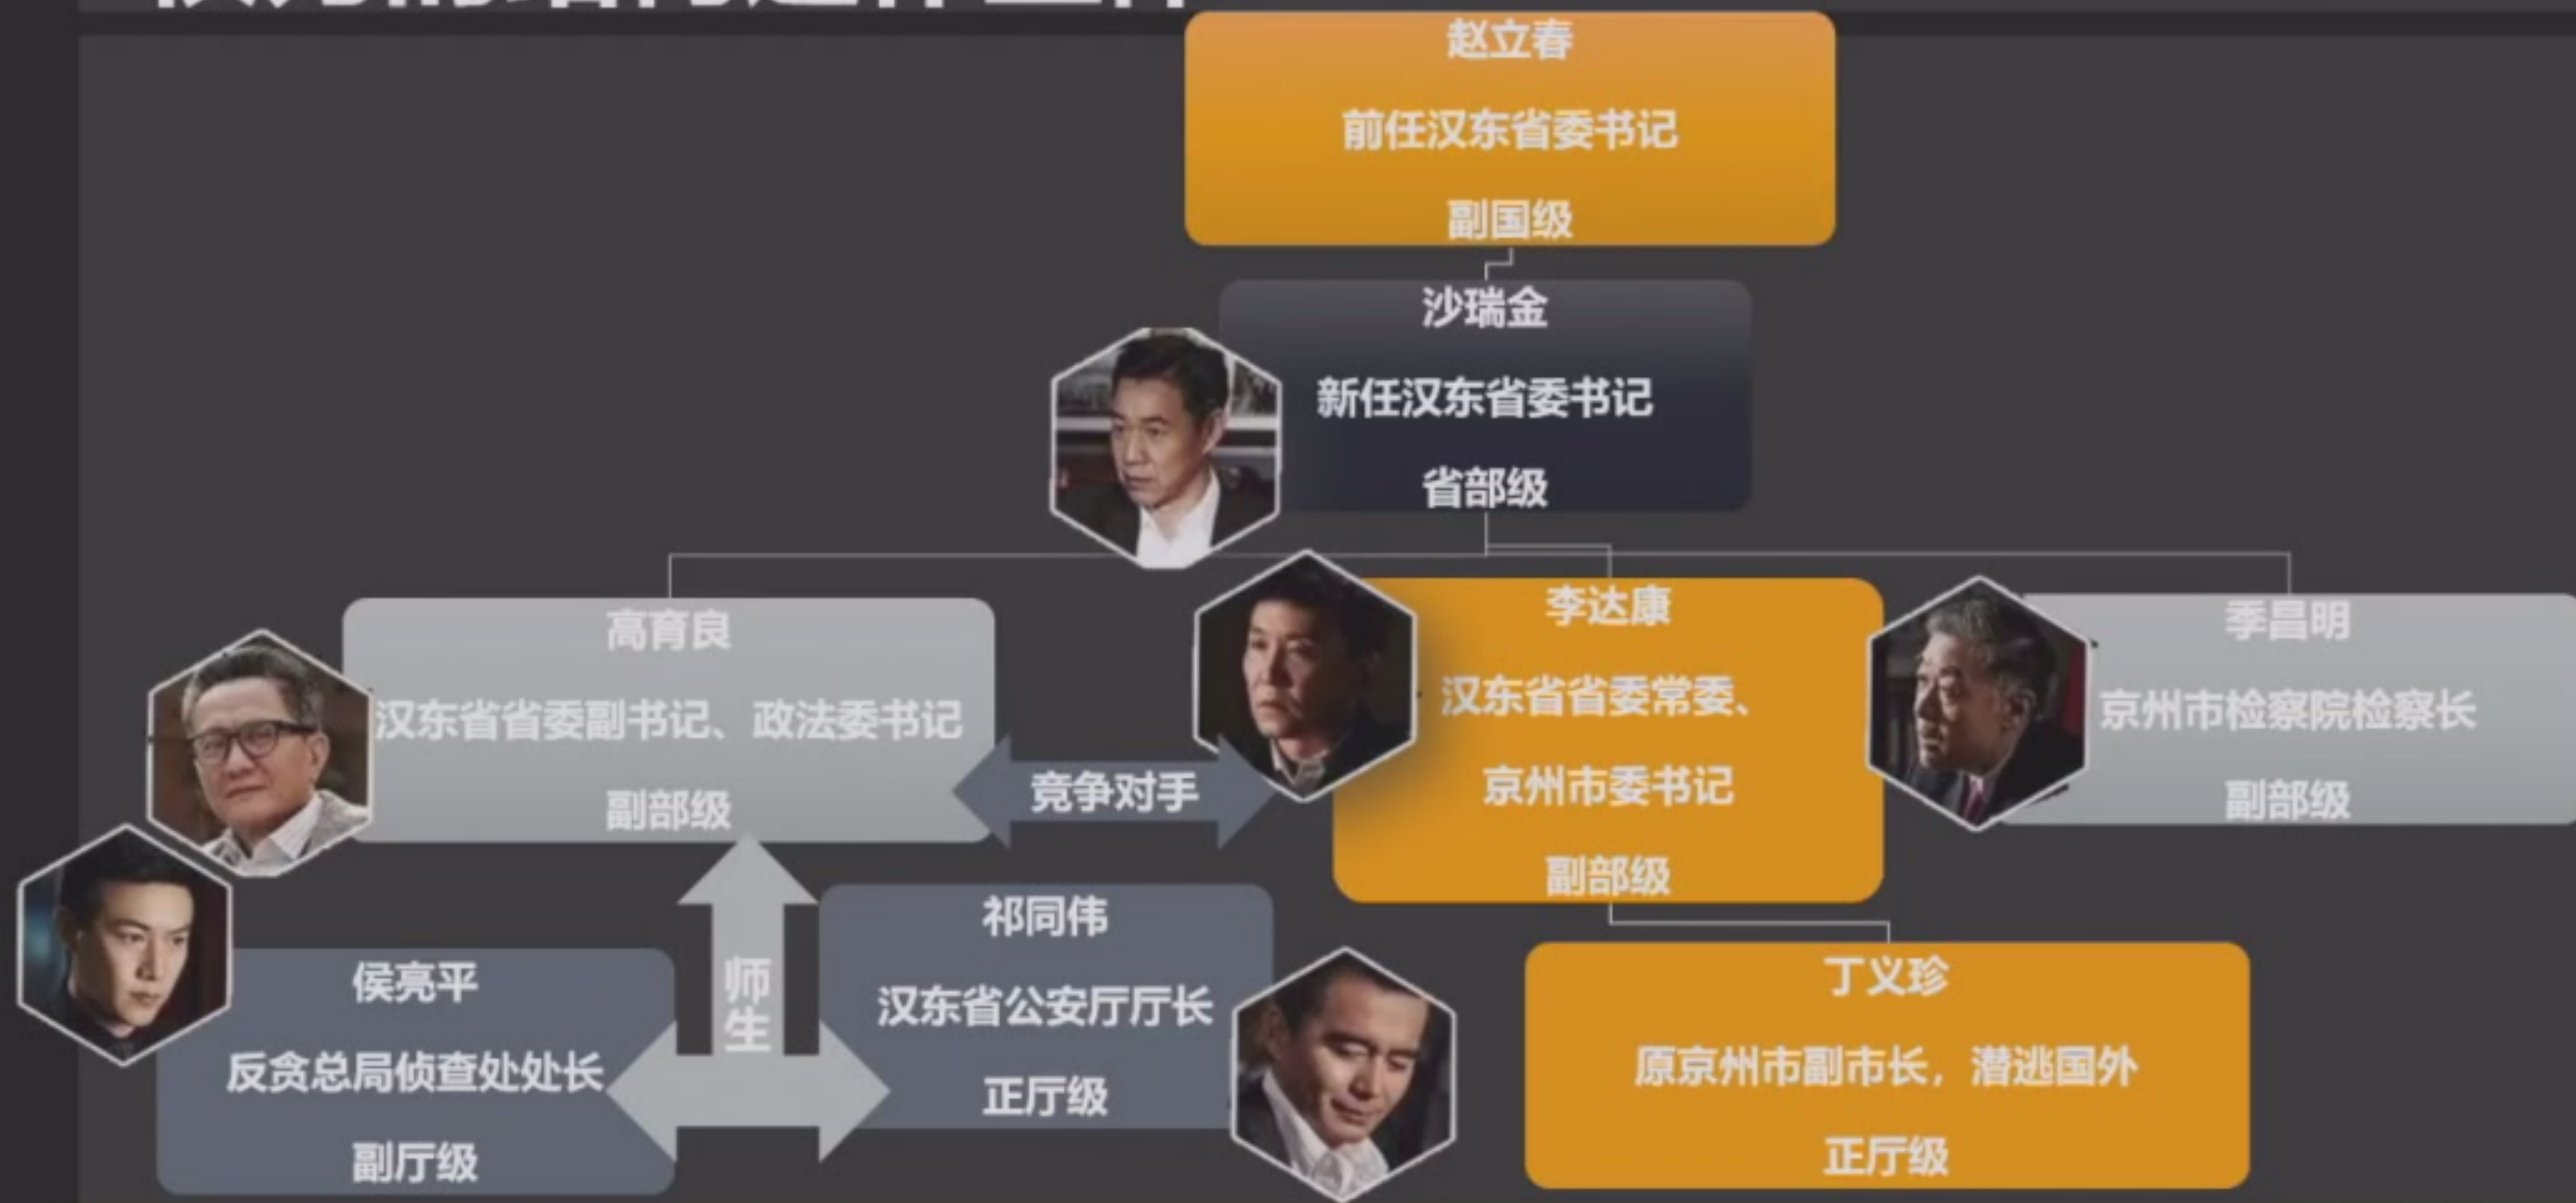 赵立春
前任汉东省委书记
副国级
沙瑞金
新任汉东省委书记
省部级
高育良
汉东省省委副书记、政法委书记
副部级
竞争对手
李达康
汉东省省委常委、
京州市委书记
副部级
季昌明
京州市检察院检察长
副部级
师生
侯亮平
反贪总局侦查处处长
副厅级
祁同伟
汉东省公安厅厅长
正厅级
丁义珍
原京州市副市长，潜逃国外
正厅级